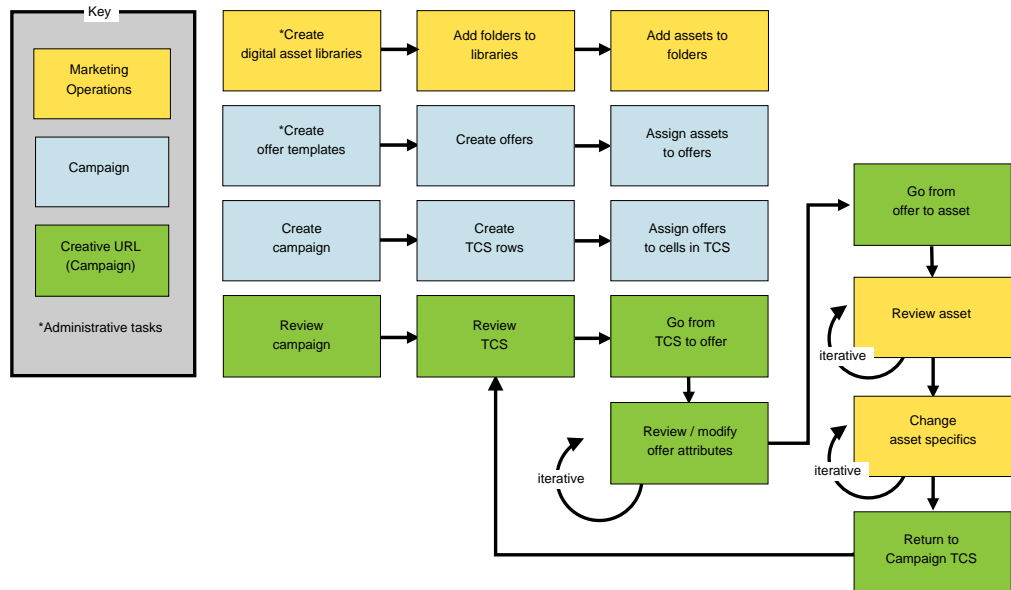 Key
Marketing
Operations
Campaign
Creative URL
(Campaign)
*Administrative tasks
*Create
digital asset libraries
Add folders to
libraries
Add assets to
folders
*Create
offer templates
Create offers
Assign assets
to offers
Create
campaign
Create
TCS rows
Assign offers
to cells in TCS
Review
campaign
Review
TCS
Go from
TCS to offer
Review / modify
offer attributes
iterative
Go from
offer to asset
Review asset
iterative
Change
asset specifics
iterative
Return to
Campaign TCS